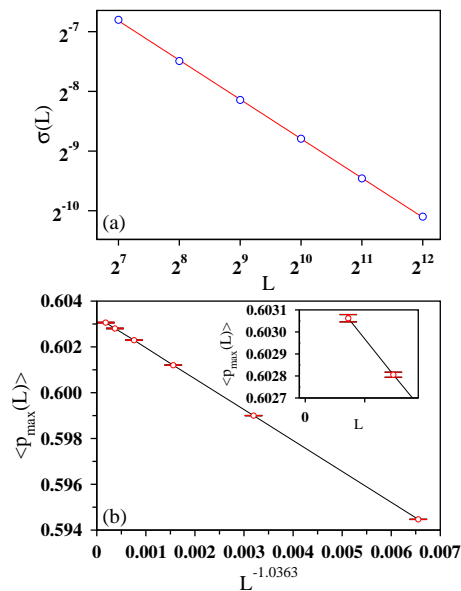 2^-7
2^-8
2^-9
2^-10
σ(L)
(a)
2^7 2^8 2^9 2^10 2^11 2^12
L
0.604
0.602
0.600
0.598
0.596
0.594
<p_max(L)>
0.6031
0.6030
0.6029
0.6028
0.6027
<p_max(L)>
0
L
(b)
0 0.001 0.002 0.003 0.004 0.005 0.006 0.007
L^-1.0363